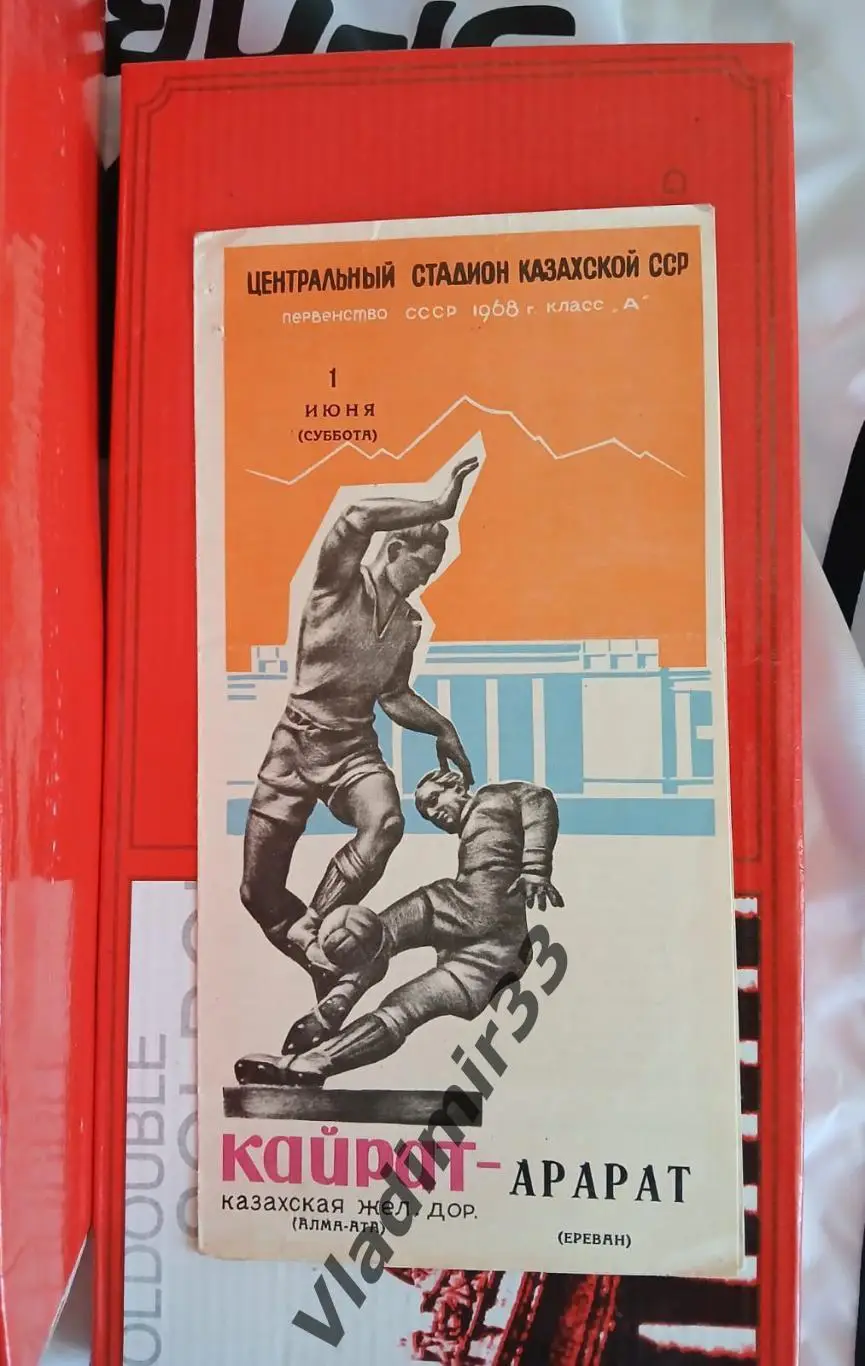 ЦЕНТРАЛЬНЫЙ СТАДИОН КАЗАХСКОЙ ССР
первенство СССР 1968 г. класс „А"
1
ИЮНЯ
(СУББОТА)
Кайрат - АРАРАТ
казахская жел. дор.
(АЛМА-АТА)
(ЕРЕВАН)
vladimir33
OLDOUBLE